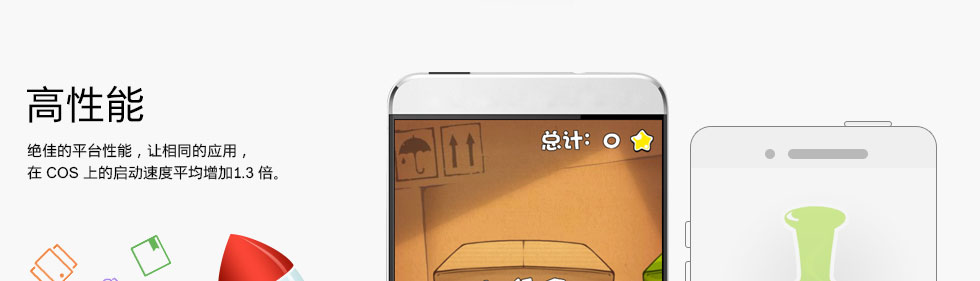 高性能
绝佳的平台性能，让相同的应用，
在 COS 上的启动速度平均增加1.3 倍。
总计: 0